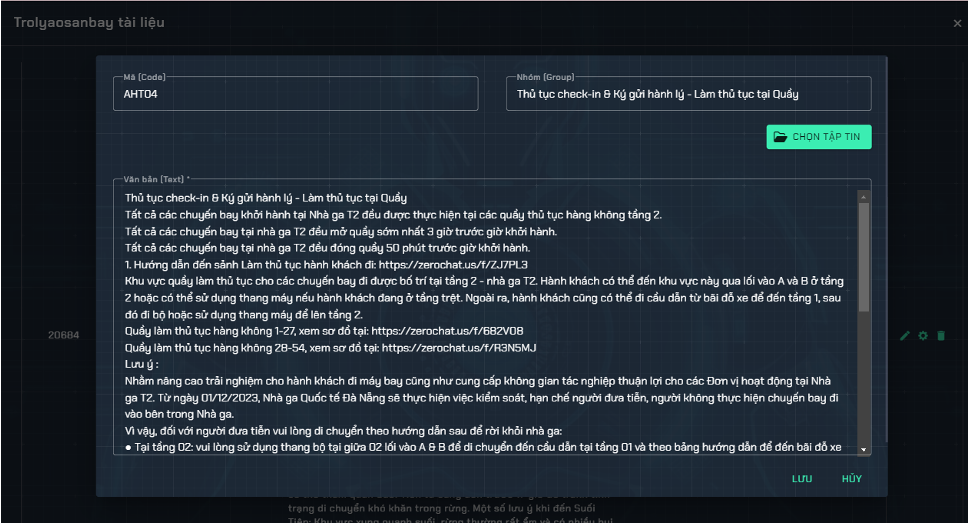 Trolyaosanbay tài liệu
Mã (Code)
AHT04
Nhóm (Group)
Thủ tục check-in & Ký gửi hành lý - Làm thủ tục tại Quầy
CHỌN TẬP TIN
Văn bản (Text) *
Thủ tục check-in & Ký gửi hành lý - Làm thủ tục tại Quầy
Tất cả các chuyến bay khởi hành tại Nhà ga T2 đều được thực hiện tại các quầy thủ tục hàng không tầng 2.
Tất cả các chuyến bay tại nhà ga T2 đều mở quầy sớm nhất 3 giờ trước giờ khởi hành.
Tất cả các chuyến bay tại nhà ga T2 đều đóng quầy 50 phút trước giờ khởi hành.
1. Hướng dẫn đến sảnh Làm thủ tục hành khách đi: https://zerochat.us/f/ZJ7PL3
Khu vực quầy làm thủ tục cho các chuyến bay đi được bố trí tại tầng 2 - nhà ga T2. Hành khách có thể đến khu vực này qua lối vào A và B ở tầng
2 hoặc có thể sử dụng thang máy nếu hành khách đang ở tầng trệt. Ngoài ra, hành khách cũng có thể đi cầu dẫn từ bãi đỗ xe để đến tầng 1, sau
đó đi bộ hoặc sử dụng thang máy để lên tầng 2.
Quầy làm thủ tục hàng không 1-27, xem sơ đồ tại: https://zerochat.us/f/682V08
Quầy làm thủ tục hàng không 28-54, xem sơ đồ tại: https://zerochat.us/f/R3N5MJ
Lưu ý :
Nhằm nâng cao trải nghiệm cho hành khách đi máy bay cũng như cung cấp không gian tác nghiệp thuận lợi cho các Đơn vị hoạt động tại Nhà
ga T2. Từ ngày 01/12/2023, Nhà ga Quốc tế Đà Nẵng sẽ thực hiện việc kiểm soát, hạn chế người đưa tiễn, người không thực hiện chuyến bay đi
vào bên trong Nhà ga.
Vì vậy, đối với người đưa tiễn vui lòng di chuyển theo hướng dẫn sau để rời khỏi nhà ga:
● Tại tầng 02: vui lòng sử dụng thang bộ tại giữa 02 lối vào A & B để di chuyển đến cầu dẫn tại tầng 01 và theo bảng hướng dẫn để đến bãi đỗ xe
20684
LƯU
HỦY
trạng di chuyển khó khăn trong rừng. Một số lưu ý khi đến Suối
Tiên: Khu vực xung quanh suối, rừng thường rất ẩm và có nhiều bụi